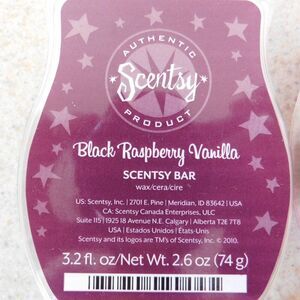 AUTHENTIC
Scentsy
PRODUCT
Black Raspberry Vanilla
SCENTSY BAR
wax/cera/cire
US: Scentsy, Inc. | 2701 E. Pine | Meridian, ID 83642 | USA
CA: Scentsy Canada Enterprises, ULC
Suite 115 | 1925 18 Avenue N.E. Calgary | Alberta T2E 7T8
USA | Estados Unidos | États-Unis
Scentsy and its logos are TM's of Scentsy, Inc. © 2010.
3.2 fl. oz/Net Wt. 2.6 oz (74 g)